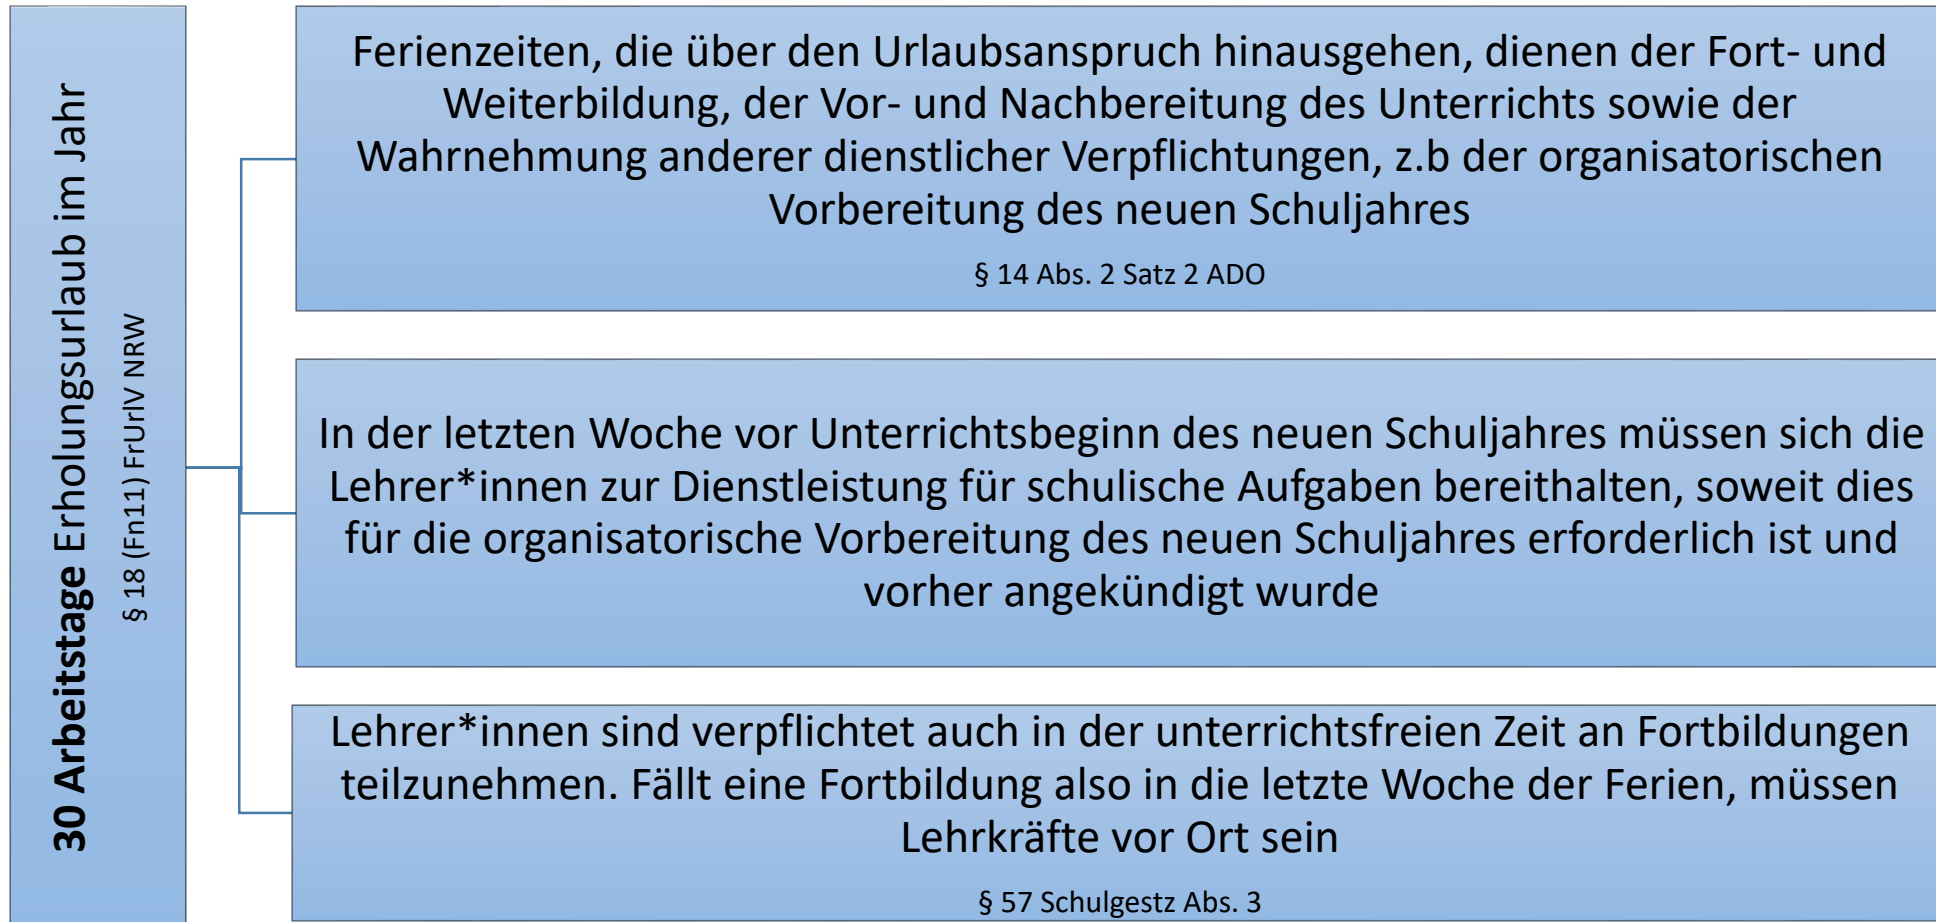 30 Arbeitstage Erholungsurlaub im Jahr
§ 18 (Fn11) FrUrlV NRW
Ferienzeiten, die über den Urlaubsanspruch hinausgehen, dienen der Fort- und
Weiterbildung, der Vor- und Nachbereitung des Unterrichts sowie der
Wahrnehmung anderer dienstlicher Verpflichtungen, z.b der organisatorischen
Vorbereitung des neuen Schuljahres
§ 14 Abs. 2 Satz 2 ADO
In der letzten Woche vor Unterrichtsbeginn des neuen Schuljahres müssen sich die
Lehrer*innen zur Dienstleistung für schulische Aufgaben bereithalten, soweit dies
für die organisatorische Vorbereitung des neuen Schuljahres erforderlich ist und
vorher angekündigt wurde
Lehrer*innen sind verpflichtet auch in der unterrichtsfreien Zeit an Fortbildungen
teilzunehmen. Fällt eine Fortbildung also in die letzte Woche der Ferien, müssen
Lehrkräfte vor Ort sein
§ 57 Schulgestz Abs. 3